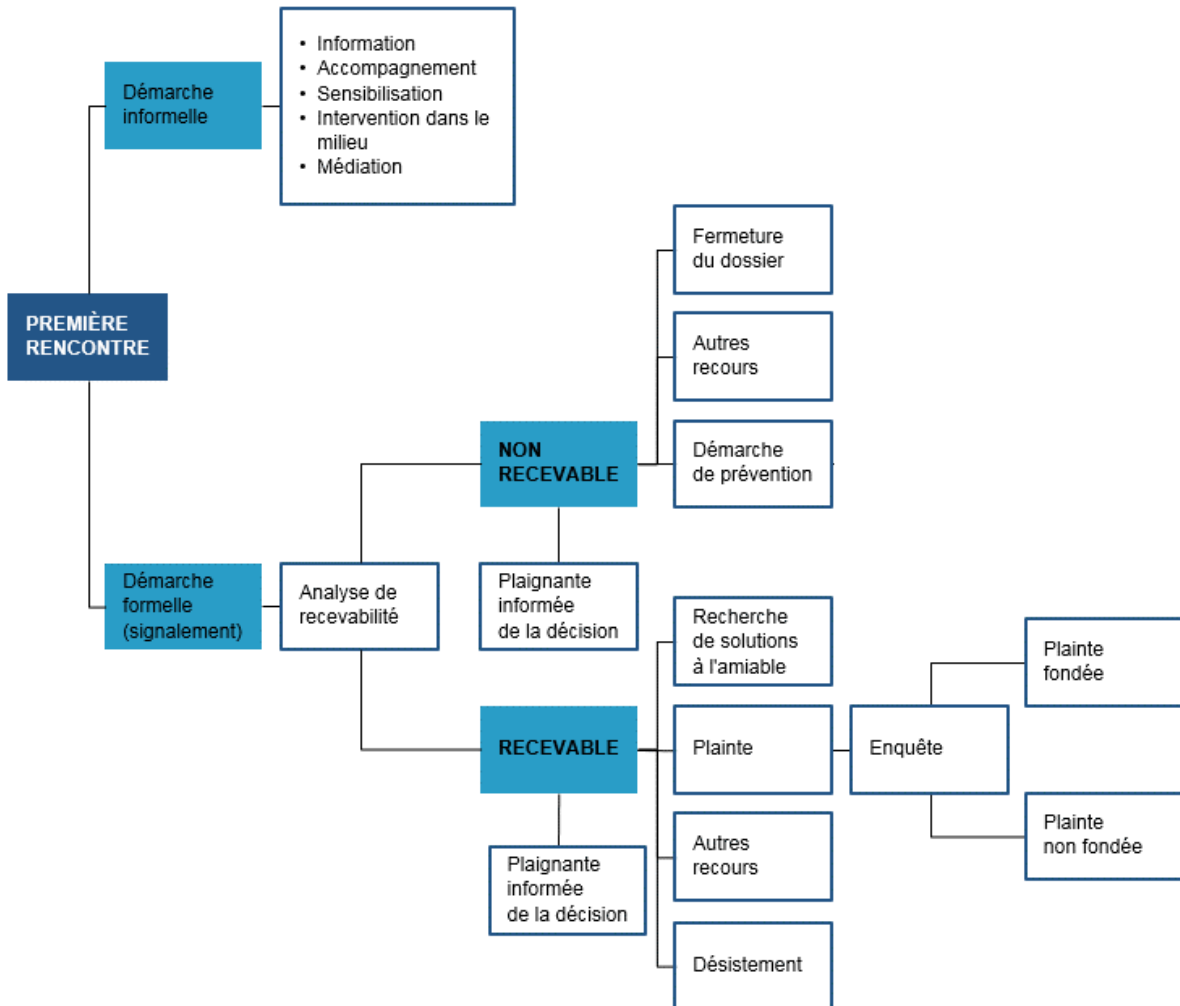 • Information
• Accompagnement
• Sensibilisation
• Intervention dans le
milieu
• Médiation
Démarche
informelle
PREMIÈRE
RENCONTRE
Démarche
formelle
(signalement)
Analyse de
recevabilité
NON
RECEVABLE
Plaignante
informée
de la décision
Fermeture
du dossier
Autres
recours
Démarche
de prévention
RECEVABLE
Plaignante
informée
de la décision
Recherche
de solutions
à l'amiable
Plainte
Autres
recours
Désistement
Enquête
Plainte
fondée
Plainte
non fondée